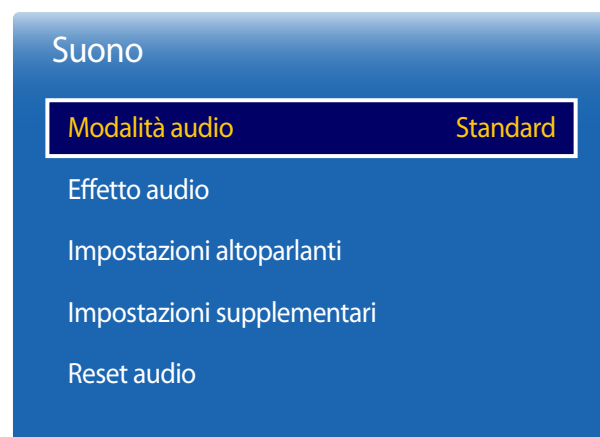 Suono
Modalità audio Standard
Effetto audio
Impostazioni altoparlanti
Impostazioni supplementari
Reset audio